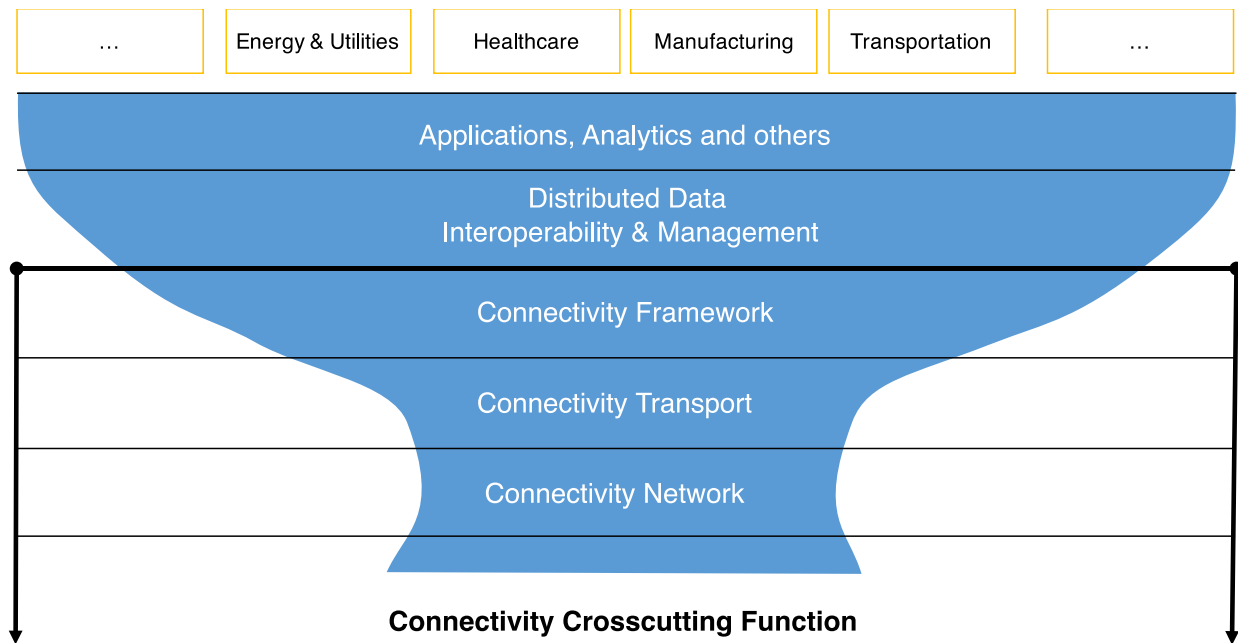 ...
Energy & Utilities
Healthcare
Manufacturing
Transportation
...
Applications, Analytics and others
Distributed Data
Interoperability & Management
Connectivity Framework
Connectivity Transport
Connectivity Network
Connectivity Crosscutting Function